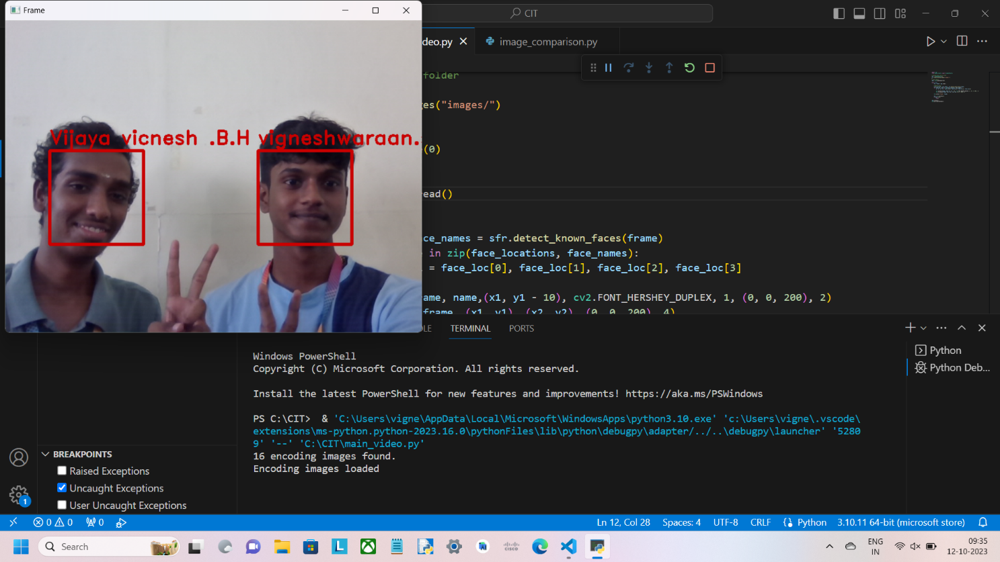 Frame
CIT
deo.py
image_comparison.py
folder
ges("images/")
e(0)
read()
ce_names = sfr.detect_known_faces(frame)
in zip(face_locations, face_names):
= face_loc[0], face_loc[1], face_loc[2], face_loc[3]
ame, name,(x1, y1 - 10), cv2.FONT_HERSHEY_DUPLEX, 1, (0, 0, 200), 2)
frame, (x1, y1), (x2, y2), (0, 0, 200), 4)
Vijaya vicnesh .B.H vigneshwaraan.
LE
TERMINAL
PORTS
Python
Python Deb...
Windows PowerShell
Copyright (C) Microsoft Corporation. All rights reserved.
Install the latest PowerShell for new features and improvements! https://aka.ms/PSWindows
PS C:\CIT>  & 'C:\Users\vigne\AppData\Local\Microsoft\WindowsApps\python3.10.exe' 'c:\Users\vigne\.vscode\
extensions\ms-python.python-2023.16.0\pythonFiles\lib\python\debugpy\adapter/../..\debugpy\launcher' '5280
9' '--' 'C:\CIT\main_video.py'
16 encoding images found.
Encoding images loaded
BREAKPOINTS
Raised Exceptions
Uncaught Exceptions
User Uncaught Exceptions
1
0 0 0
Ln 12, Col 28 Spaces: 4 UTF-8 CRLF Python 3.10.11 64-bit (microsoft store)
Search
L
cisco
ENG
IN
09:35
12-10-2023